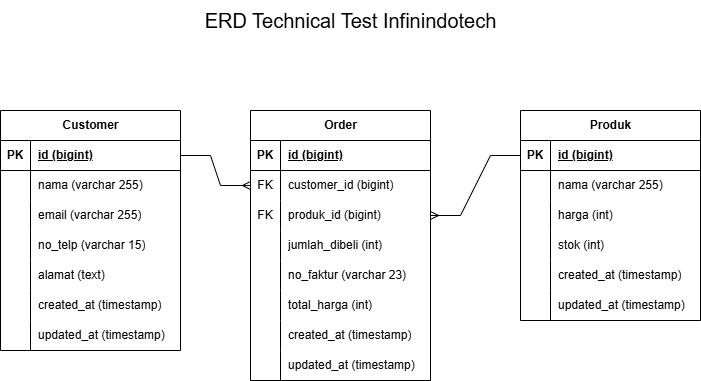 ERD Technical Test Infinindotech
Customer
PK id (bigint)
nama (varchar 255)
email (varchar 255)
no_telp (varchar 15)
alamat (text)
created_at (timestamp)
updated_at (timestamp)
Order
PK id (bigint)
FK customer_id (bigint)
FK produk_id (bigint)
jumlah_dibeli (int)
no_faktur (varchar 23)
total_harga (int)
created_at (timestamp)
updated_at (timestamp)
Produk
PK id (bigint)
nama (varchar 255)
harga (int)
stok (int)
created_at (timestamp)
updated_at (timestamp)